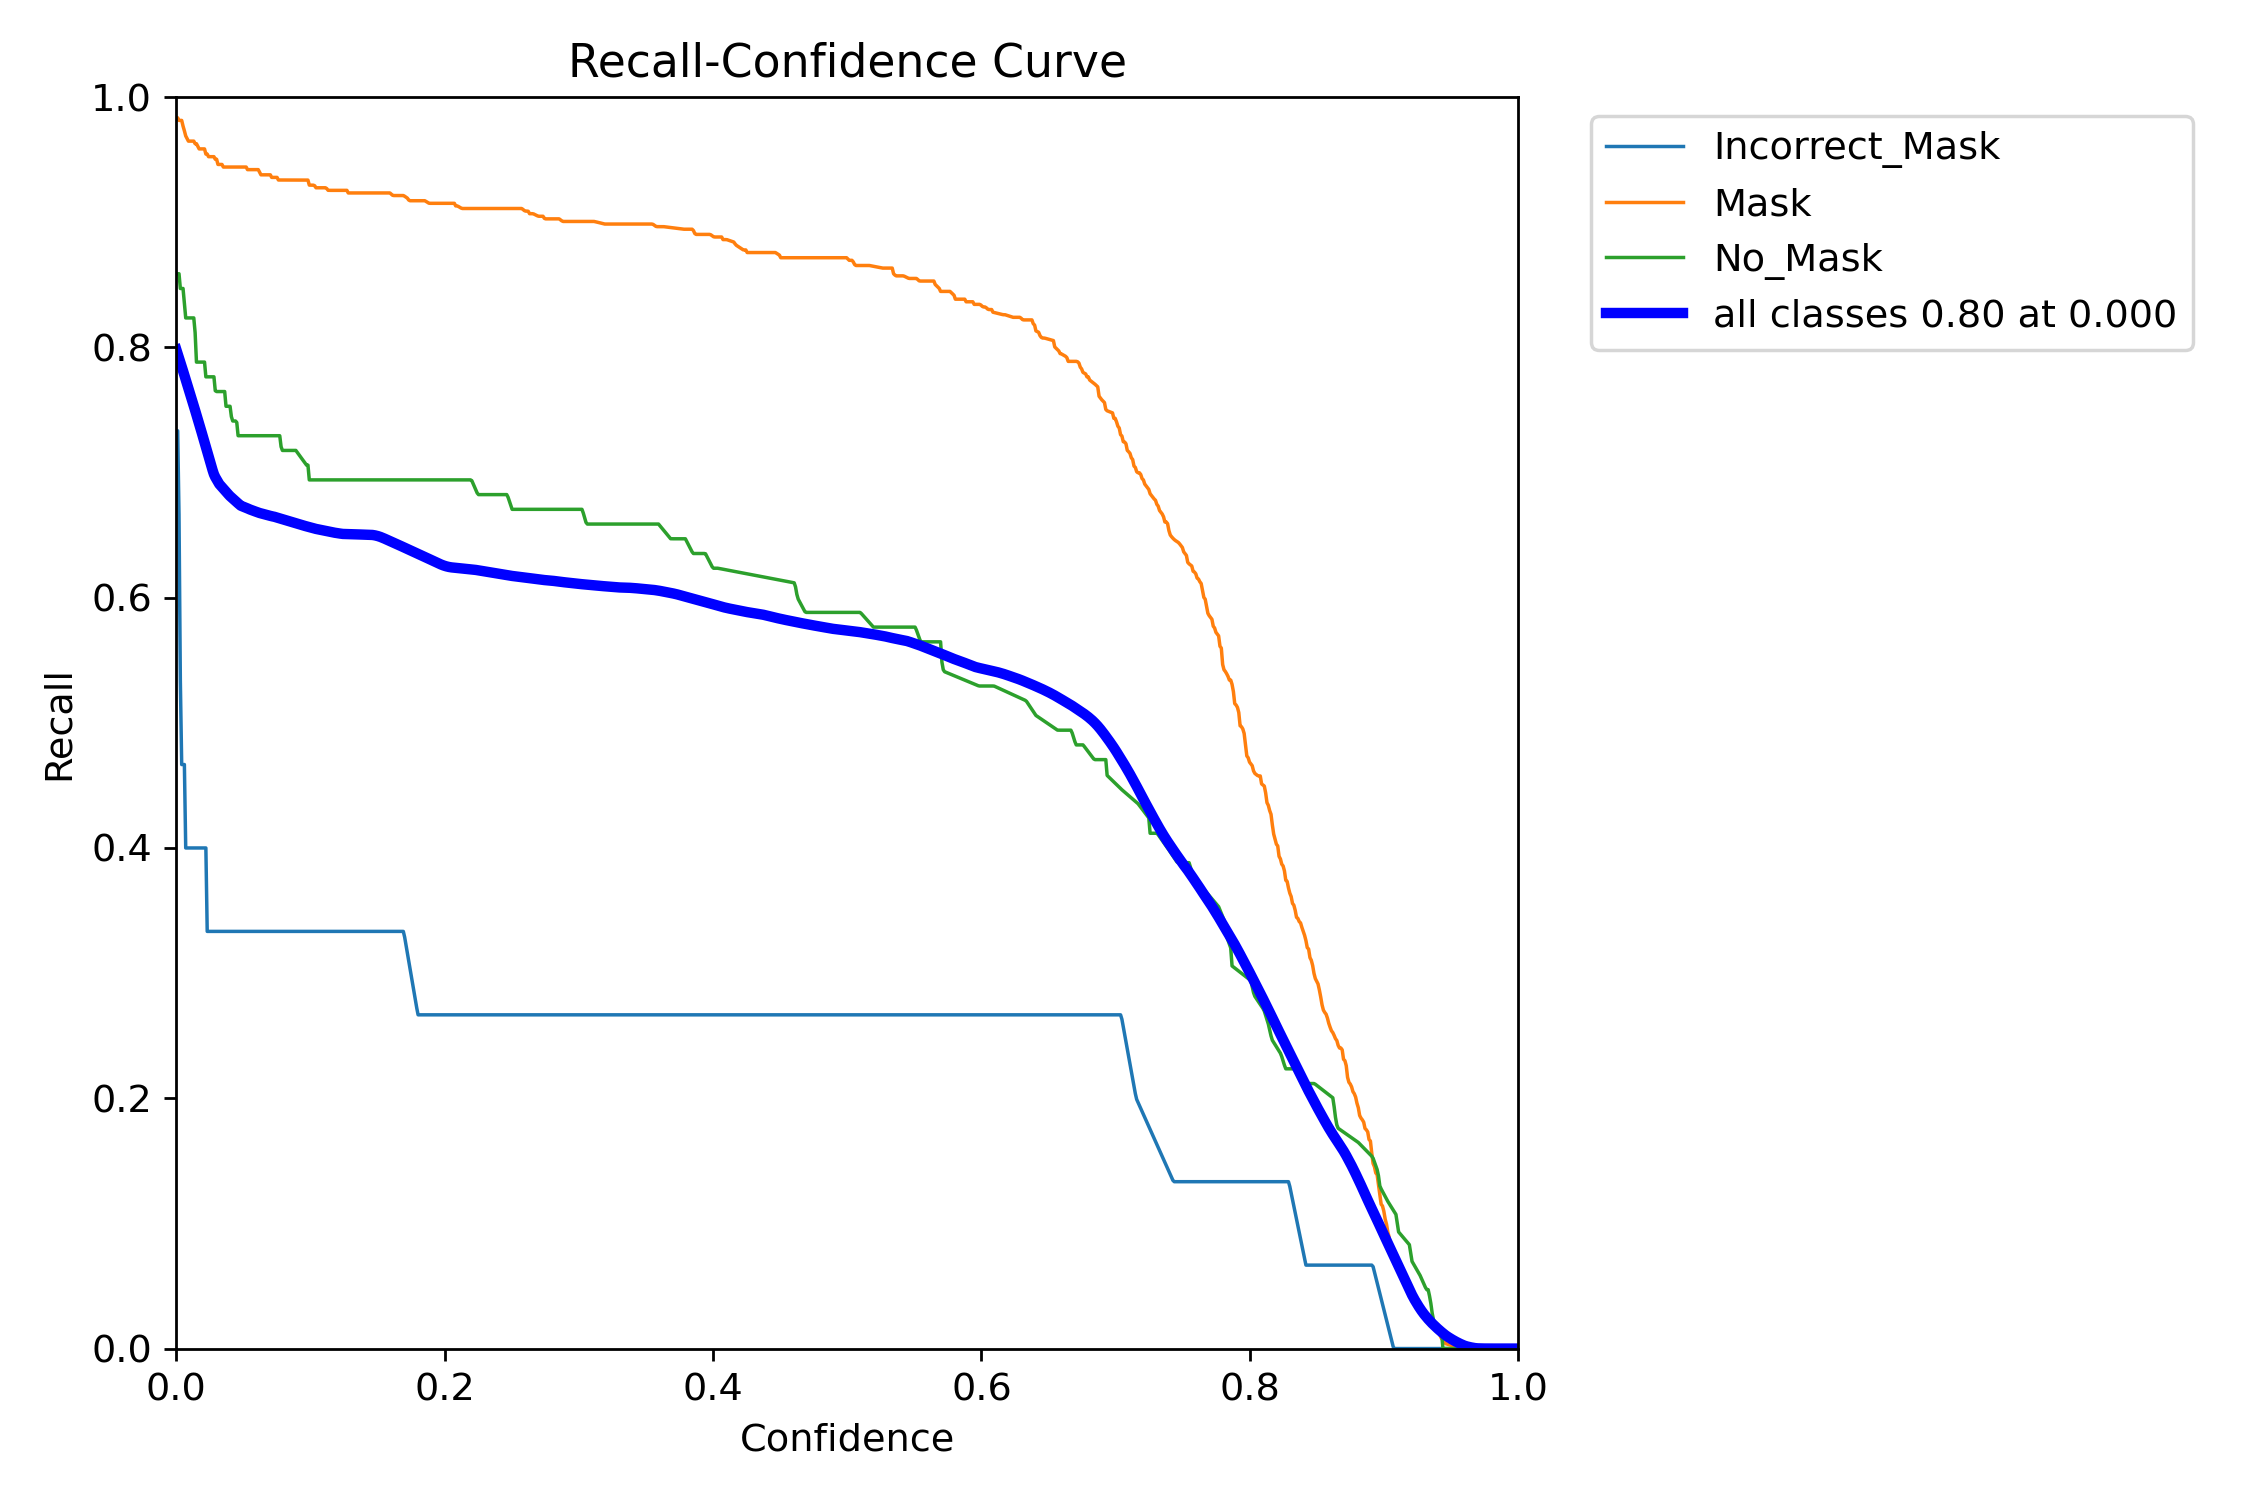 Recall-Confidence Curve
1.0
0.8
0.6
0.4
0.2
0.0
Recall
0.0 0.2 0.4 0.6 0.8 1.0
Confidence
Incorrect_Mask
Mask
No_Mask
all classes 0.80 at 0.000